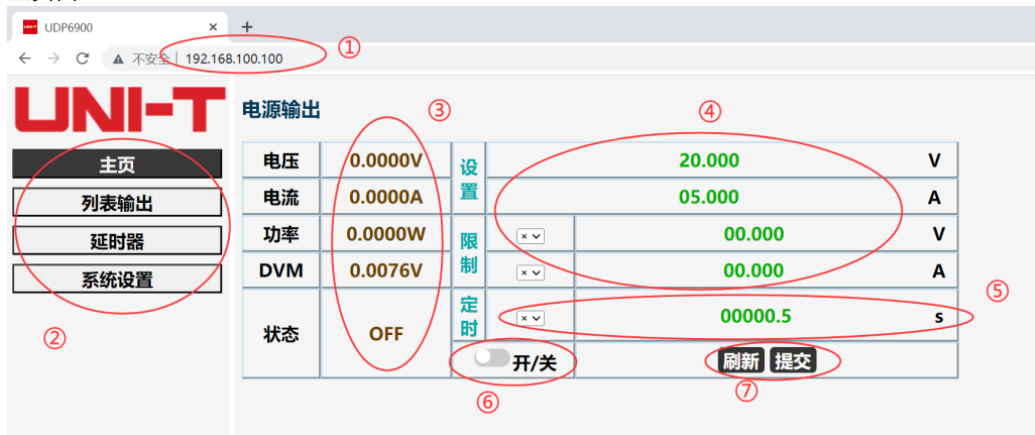 UNI-T UDP6900 × +
① 
← → C ▲ 不安全 | 192.168.100.100
UNI-T
电源输出
③ ④
主页
列表输出
延时器
系统设置
②
电压 0.0000V 设置 20.000 V
电流 0.0000A 05.000 A
功率 0.0000W 限制 × 00.000 V
DVM 0.0076V × 00.000 A
⑤
状态 OFF 定时 × 00000.5 s
开/关 刷新 提交
⑥ ⑦